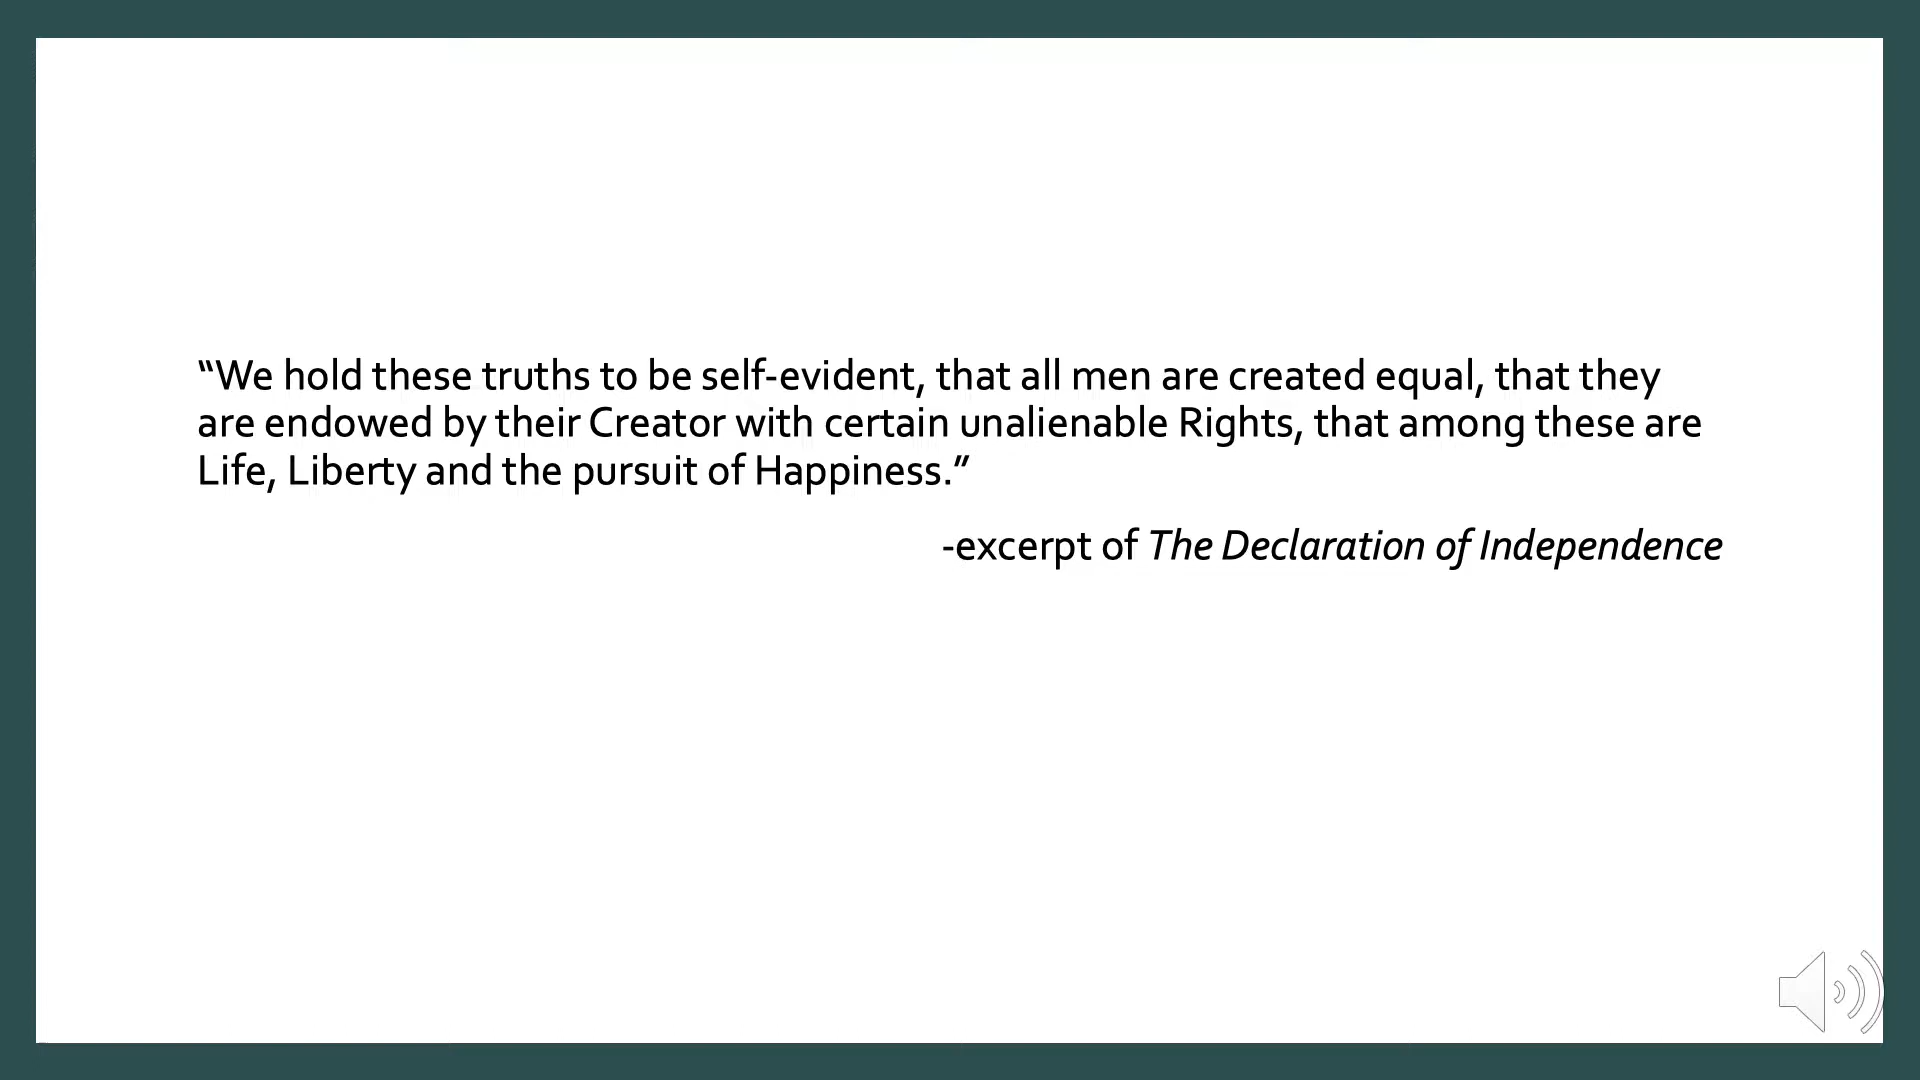 “We hold these truths to be self-evident, that all men are created equal, that they
are endowed by their Creator with certain unalienable Rights, that among these are
Life, Liberty and the pursuit of Happiness.”
-excerpt of The Declaration of Independence